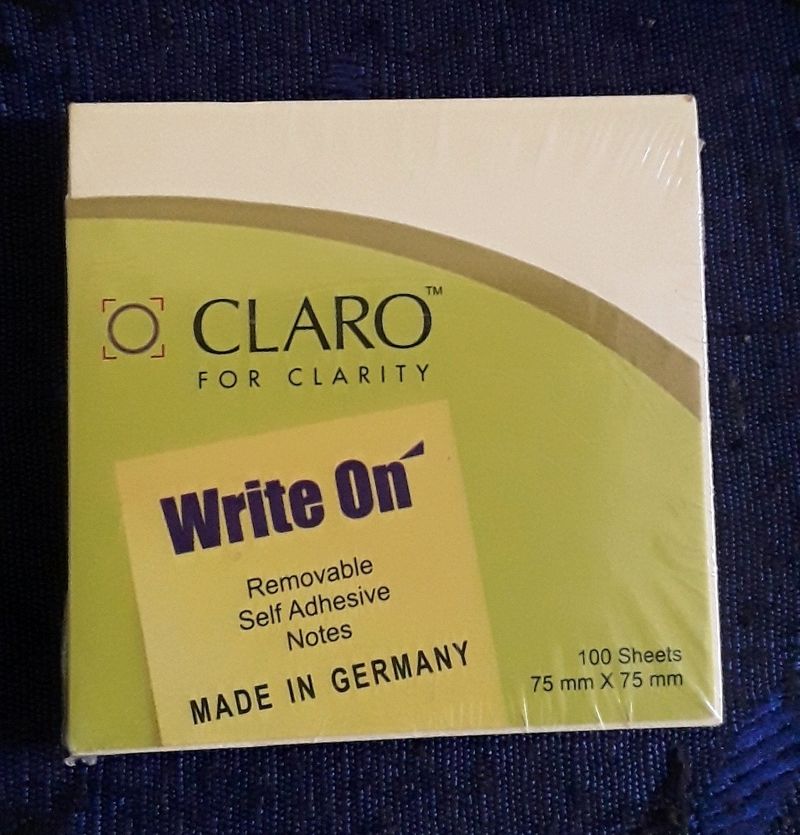 CLARO™
FOR CLARITY
Write On
Removable
Self Adhesive
Notes
MADE IN GERMANY
100 Sheets
75 mm X 75 mm